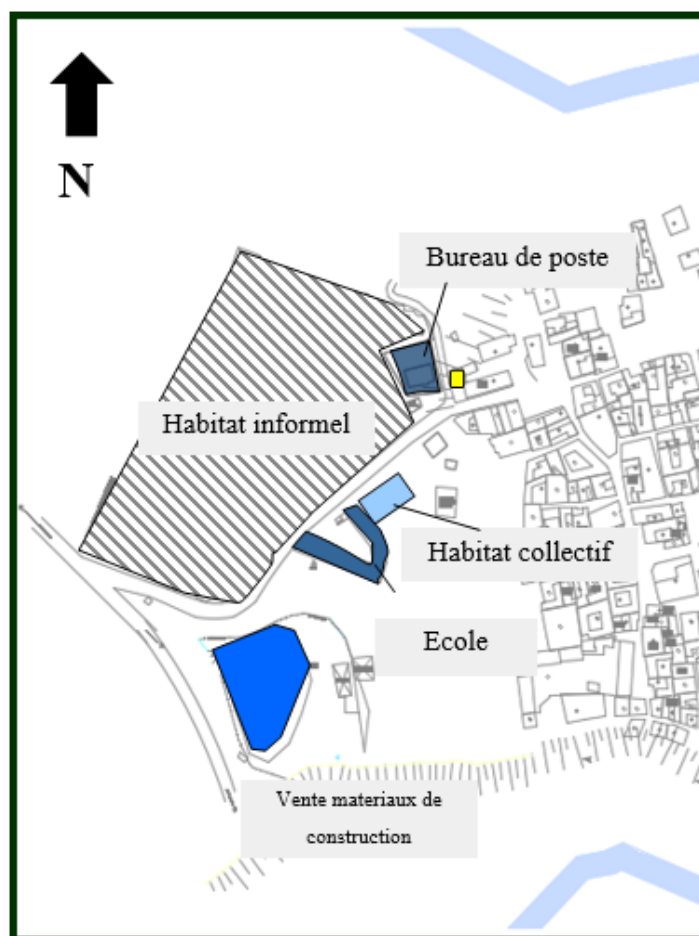 N
Bureau de poste
Habitat informel
Habitat collectif
Ecole
Vente materiaux de
construction